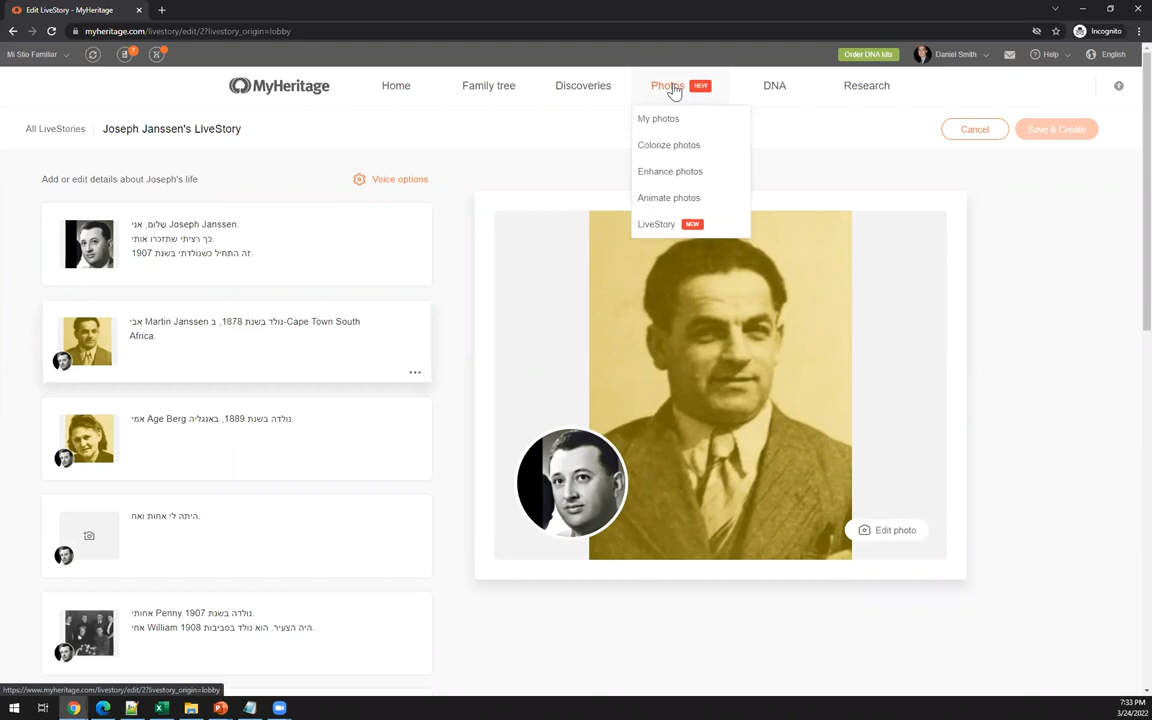 Edit LiveStory - MyHeritage
myheritage.com/livestory/edit/2?livestory_origin=lobby
Incognito
Mi Stio Familiar
7
Order DNA kits
Daniel Smith
Help
English
MyHeritage
Home
Family tree
Discoveries
Photos NEW
DNA
Research
My photos
Colorize photos
Enhance photos
Animate photos
LiveStory NEW
All LiveStories
Joseph Janssen's LiveStory
Cancel
Save & Create
Add or edit details about Joseph's life
Voice options
שלום, אני Joseph Janssen.
כך רציתי שתזכרו אותי.
זה התחיל כשנולדתי בשנת 1907.
אבי Martin Janssen נולד בשנת 1878, ב-Cape Town South
Africa.
אמי Age Berg נולדה בשנת 1889, באנגליה.
היתה לי אחות ואח.
אחותי Penny נולדה בשנת 1907.
אחי William היה הצעיר. הוא נולד בסביבות 1908.
Edit photo
https://www.myheritage.com/livestory/edit/2?livestory_origin=lobby
7:33 PM
3/24/2022